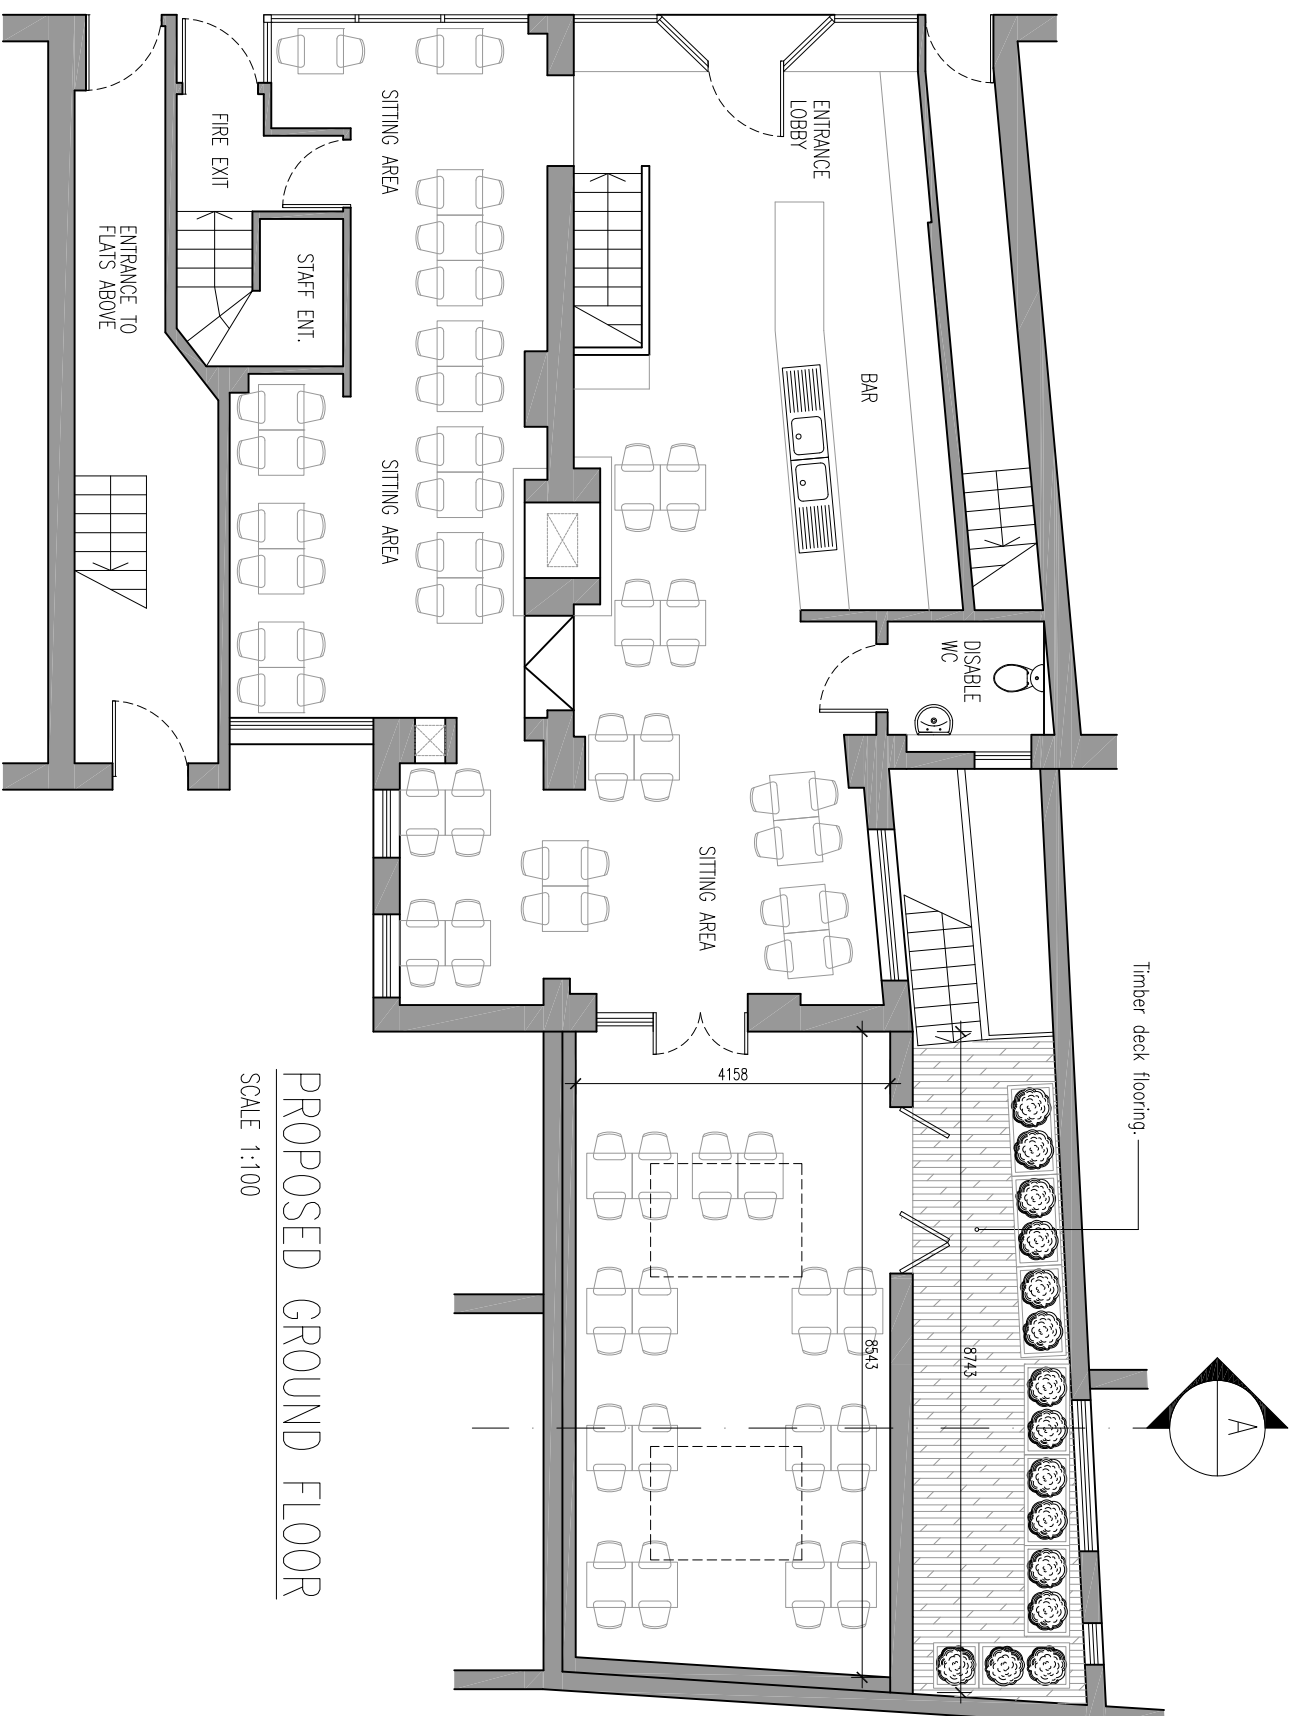 ENTRANCE
LOBBY
BAR
DISABLE
WC
Timber deck flooring.
SITTING AREA
SITTING AREA
SITTING AREA
FIRE EXIT
STAFF ENT.
ENTRANCE TO
FLATS ABOVE
4158
8543
8743
A
PROPOSED GROUND FLOOR
SCALE 1:100